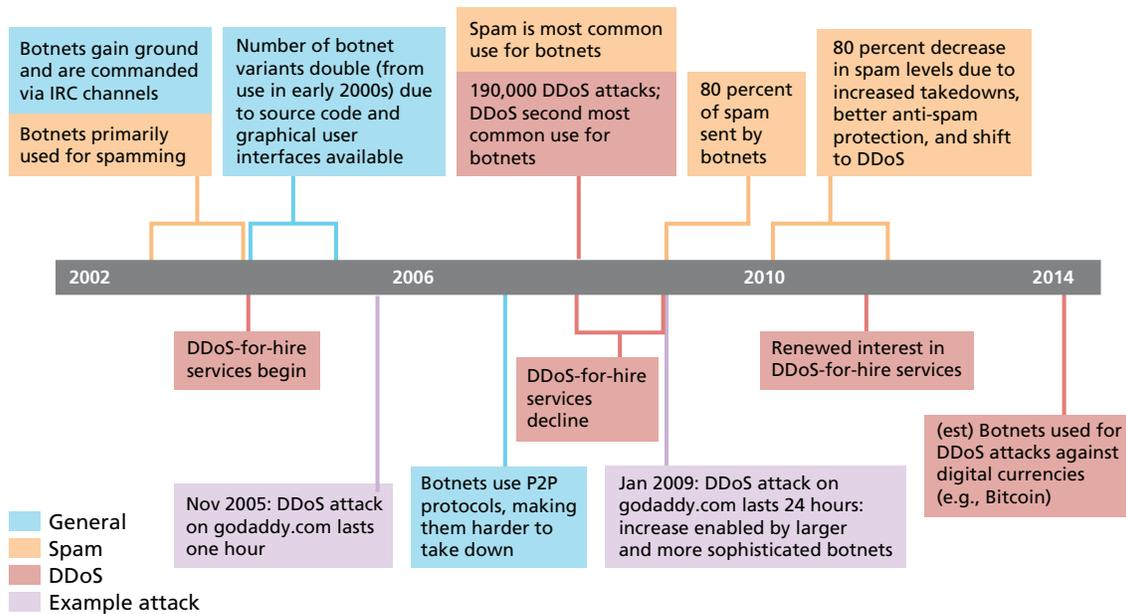 Botnets gain ground
and are commanded
via IRC channels
Botnets primarily
used for spamming
Number of botnet
variants double (from
use in early 2000s) due
to source code and
graphical user
interfaces available
Spam is most common
use for botnets
190,000 DDoS attacks;
DDoS second most
common use for
botnets
80 percent
of spam
sent by
botnets
80 percent decrease
in spam levels due to
increased takedowns,
better anti-spam
protection, and shift
to DDoS
2002
2006
2010
2014
DDoS-for-hire
services begin
DDoS-for-hire
services
decline
Renewed interest in
DDoS-for-hire services
(est) Botnets used for
DDoS attacks against
digital currencies
(e.g., Bitcoin)
Nov 2005: DDoS attack
on godaddy.com lasts
one hour
Botnets use P2P
protocols, making
them harder to
take down
Jan 2009: DDoS attack on
godaddy.com lasts 24 hours:
increase enabled by larger
and more sophisticated botnets
General
Spam
DDoS
Example attack